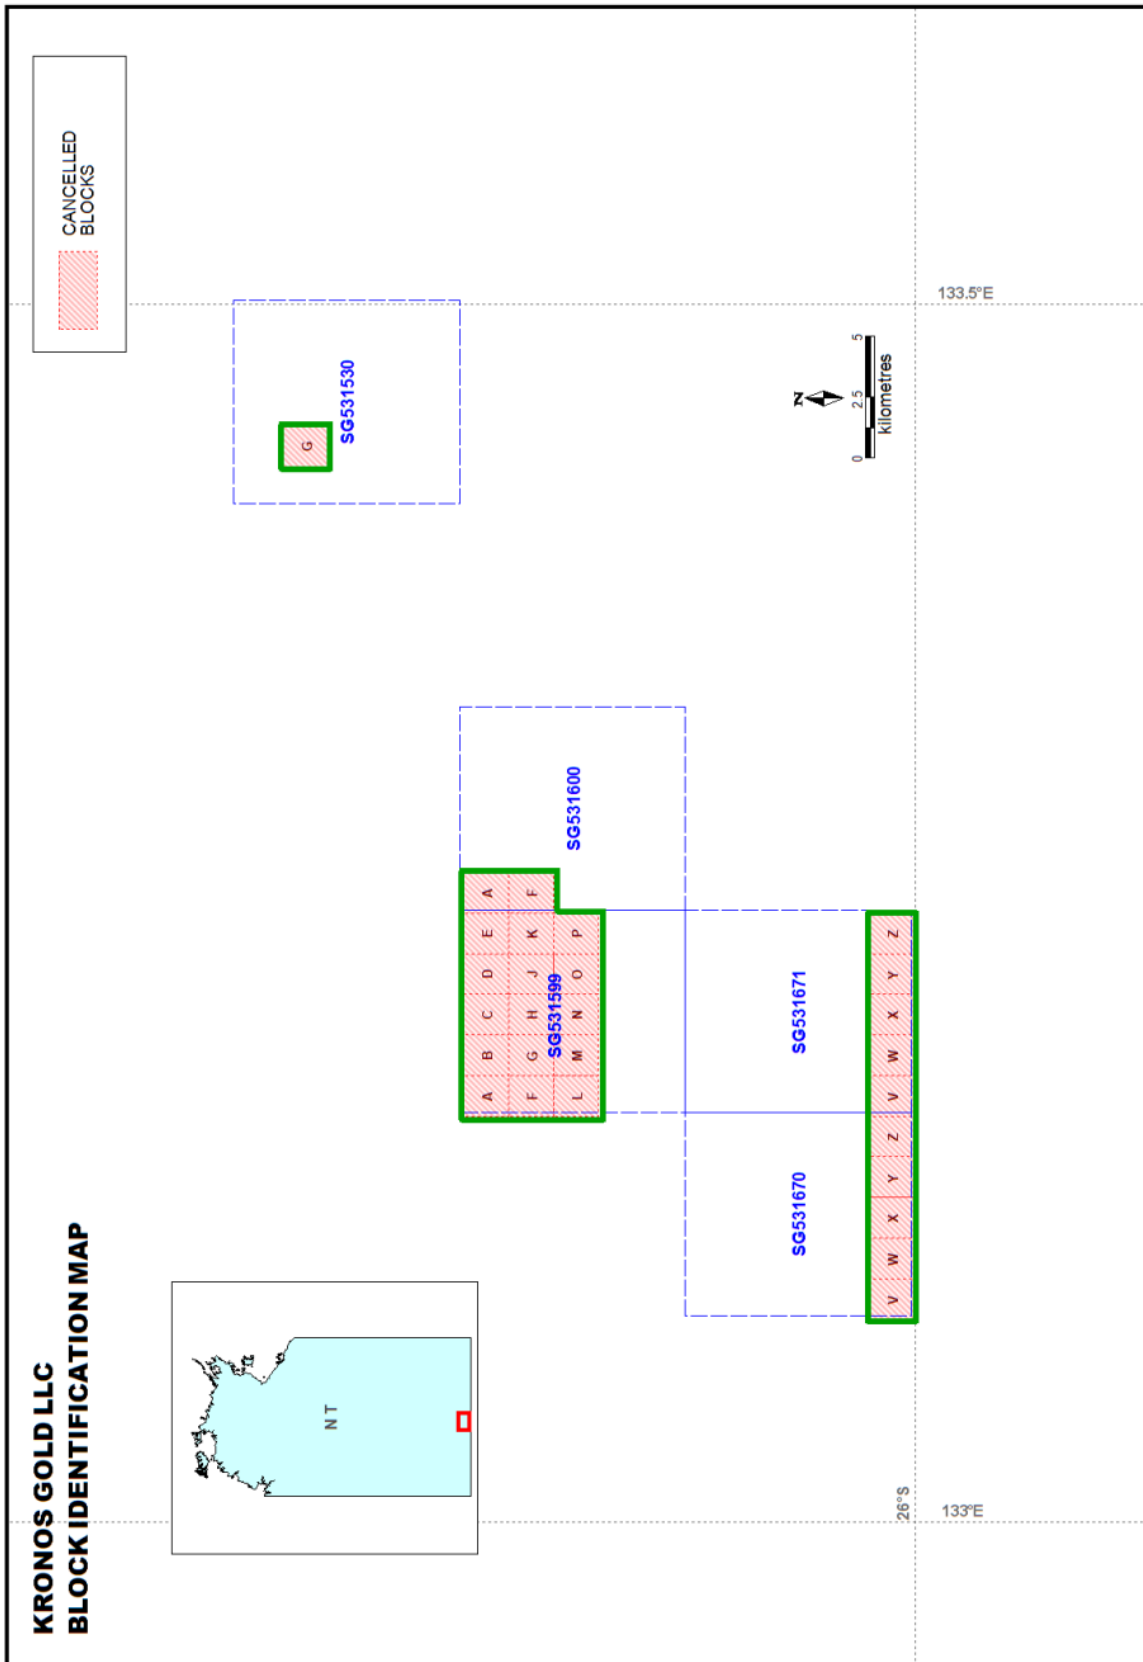 KRONOS GOLD LLC
BLOCK IDENTIFICATION MAP
CANCELLED
BLOCKS
N T
SG531530
G
SG531600
A B C D E A
F G H J K F
SG531599
L M N O P
SG531670
SG531671
V W X Y Z V W X Y Z
N
0 2.5 5
kilometres
26°S
133°E
133.5°E